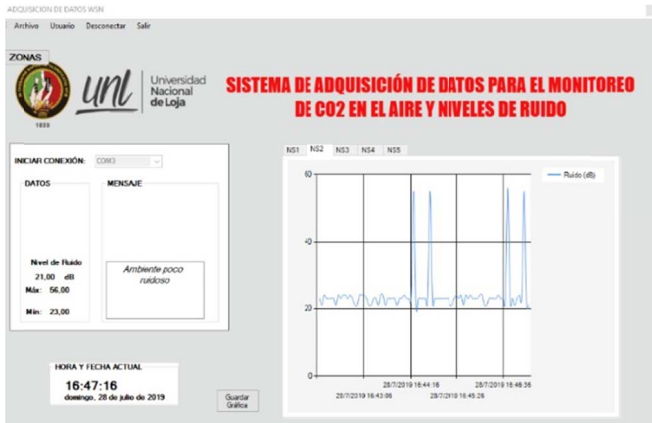 ADQUISICION DE DATOS WSN
Archivo Usuario Desconectar Salir
ZONAS
unl
Universidad
Nacional
de Loja
1859
SISTEMA DE ADQUISICIÓN DE DATOS PARA EL MONITOREO
DE CO2 EN EL AIRE Y NIVELES DE RUIDO
INICIAR CONEXIÓN: COM3
DATOS
MENSAJE
Nivel de Ruido
21,00 dB
Máx: 56,00
Mín: 23,00
Ambiente poco
ruidoso
NS1 NS2 NS3 NS4 NS5
60
40
20
0
Ruido (dB)
28/7/2019 16:44:16 28/7/2019 16:46:36
28/7/2019 16:43:06 28/7/2019 16:45:26
HORA Y FECHA ACTUAL
16:47:16
domingo, 28 de julio de 2019
Guardar
Gráfica